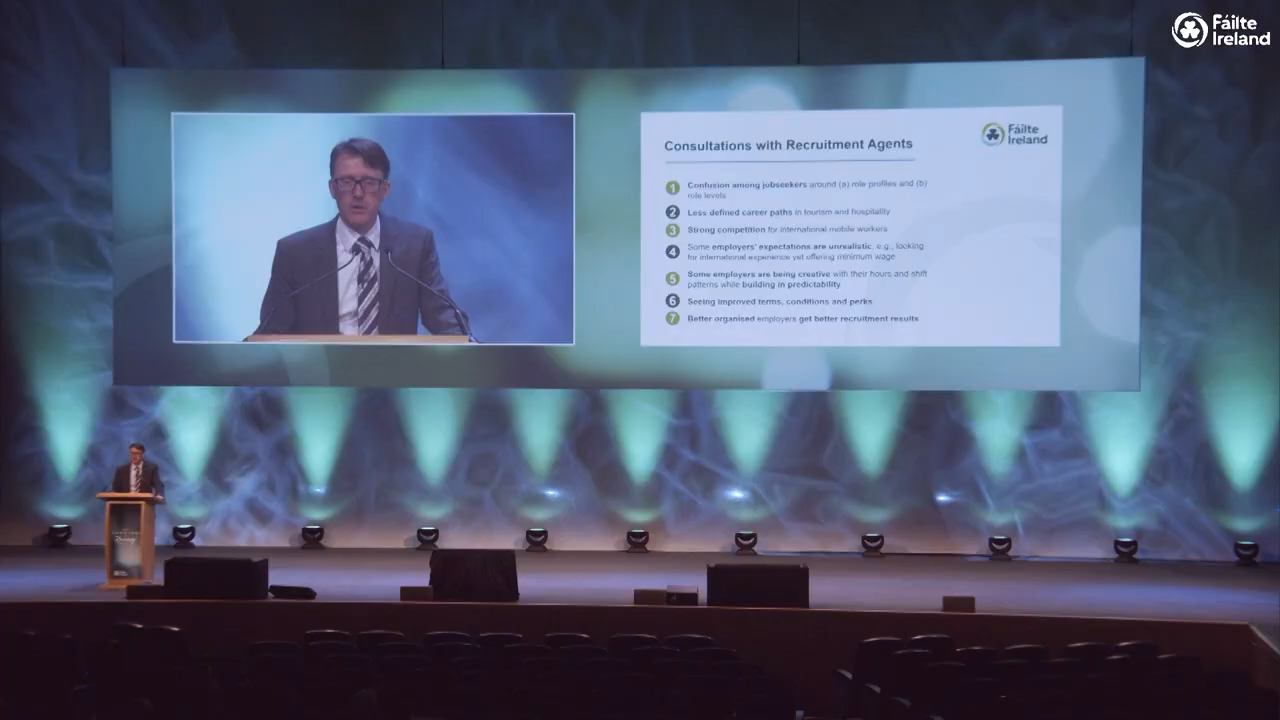 Fáilte
Ireland
Consultations with Recruitment Agents
Fáilte
Ireland
1 Confusion among jobseekers around (a) role profiles and (b)
role levels
2 Less defined career paths in tourism and hospitality
3 Strong competition for international mobile workers
4 Some employers' expectations are unrealistic, e.g., looking
for international experience yet offering minimum wage
5 Some employers are being creative with their hours and shift
patterns while building in predictability
6 Seeing improved terms, conditions and perks
7 Better organised employers get better recruitment results